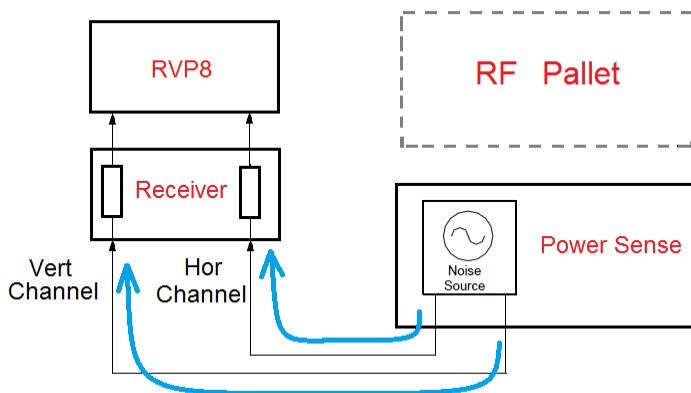 RVP8
RF Pallet
Receiver
Power Sense
Noise
Source
Vert
Channel
Hor
Channel